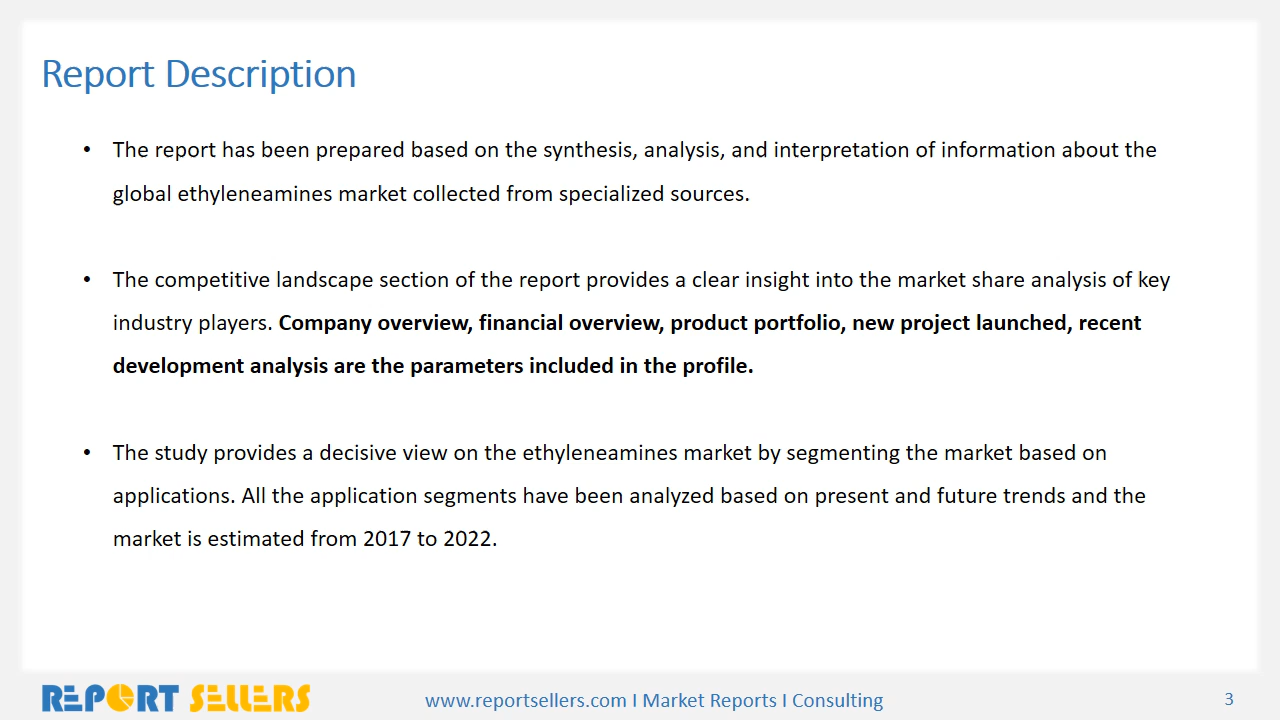 Report Description
• The report has been prepared based on the synthesis, analysis, and interpretation of information about the
global ethyleneamines market collected from specialized sources.
• The competitive landscape section of the report provides a clear insight into the market share analysis of key
industry players. Company overview, financial overview, product portfolio, new project launched, recent
development analysis are the parameters included in the profile.
• The study provides a decisive view on the ethyleneamines market by segmenting the market based on
applications. All the application segments have been analyzed based on present and future trends and the
market is estimated from 2017 to 2022.
REPORT SELLERS
www.reportsellers.com I Market Reports I Consulting
3